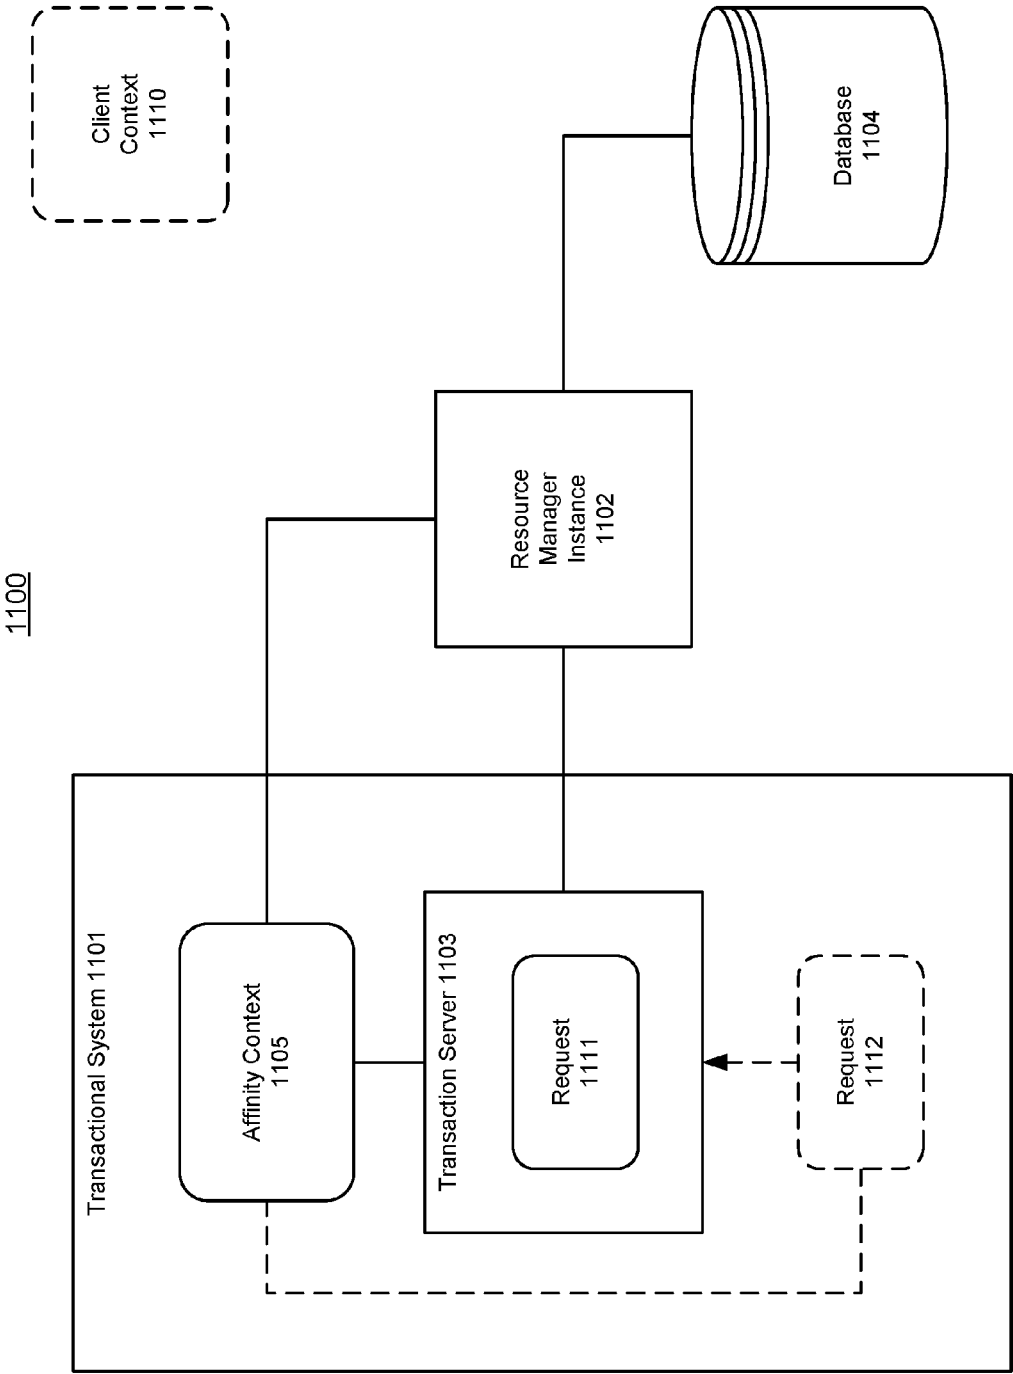 1100
Transactional System 1101
Affinity Context
1105
Transaction Server 1103
Request
1111
Request
1112
Resource
Manager
Instance
1102
Client
Context
1110
Database
1104